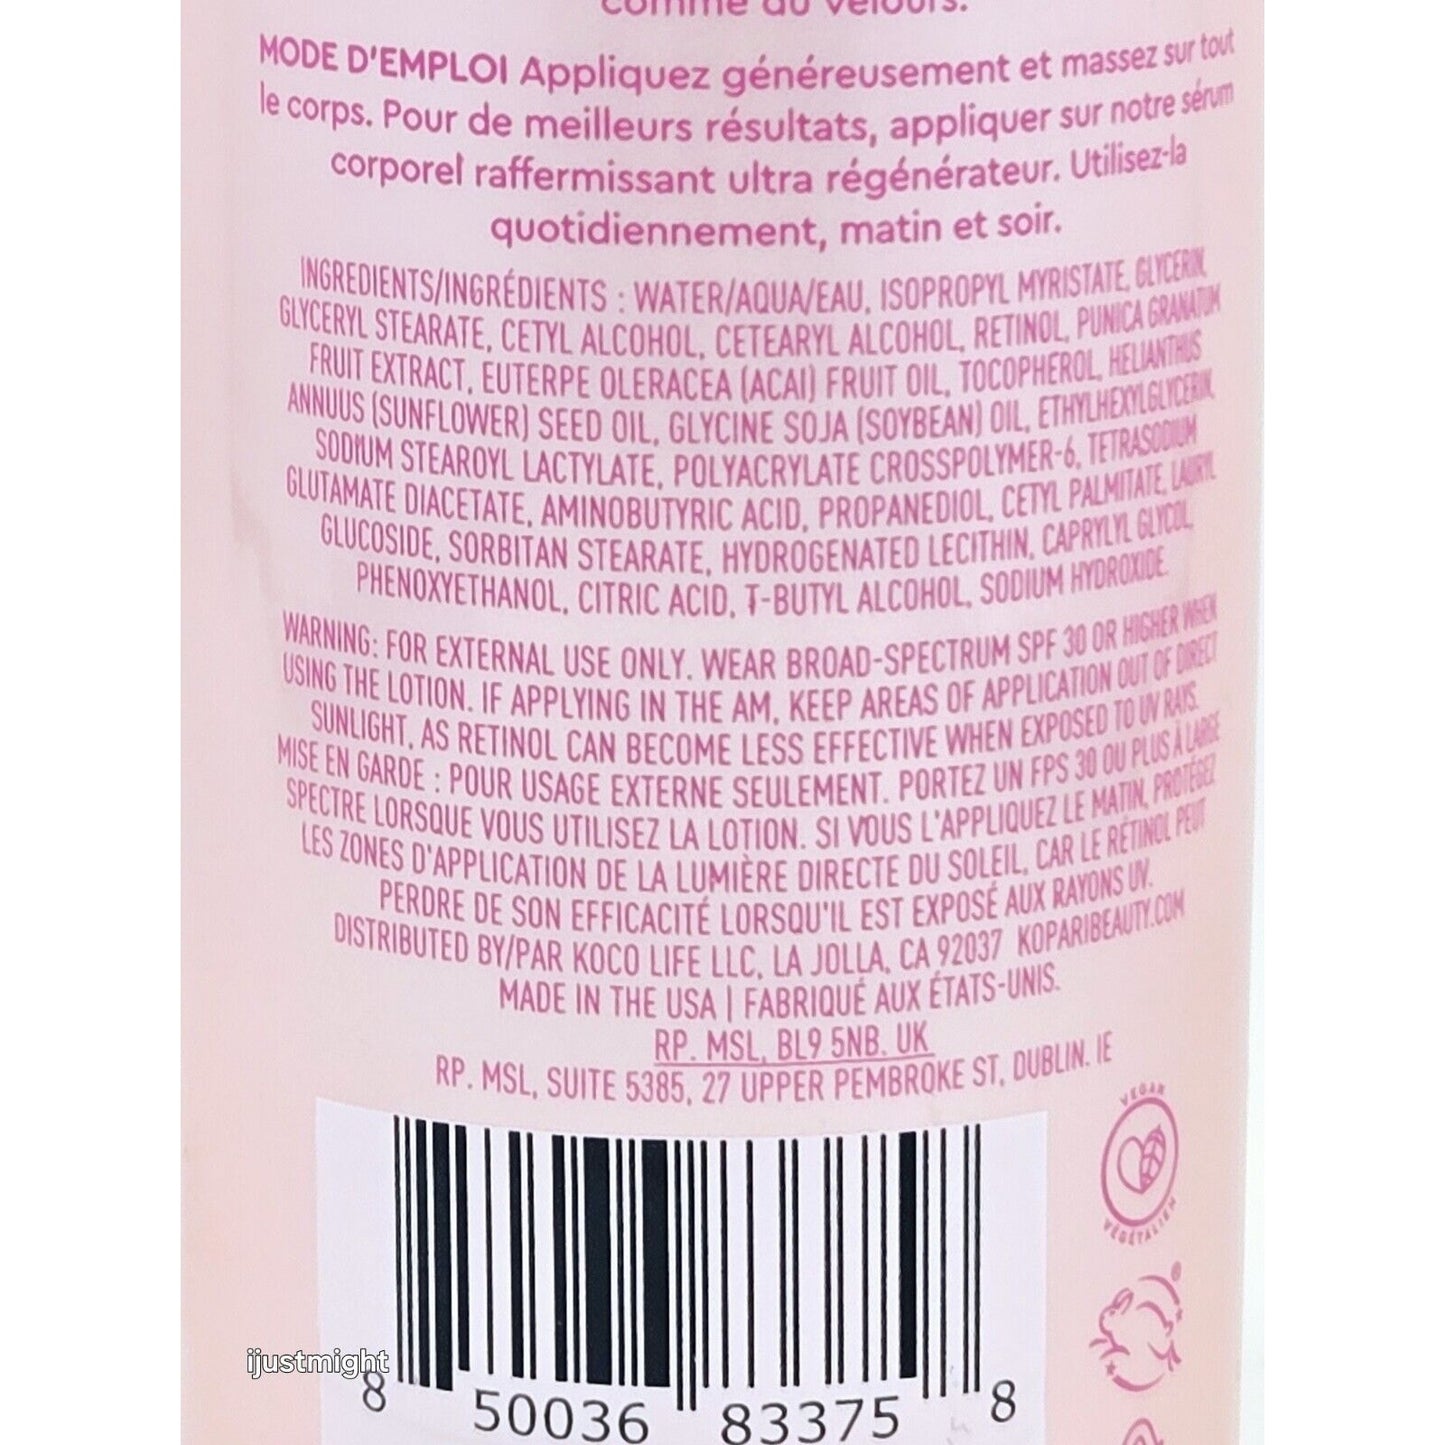 comme du velours.
MODE D'EMPLOI Appliquez généreusement et massez sur tout
le corps. Pour de meilleurs résultats, appliquer sur notre sérum
corporel raffermissant ultra régénérateur. Utilisez-la
quotidiennement, matin et soir.
INGREDIENTS/INGRÉDIENTS : WATER/AQUA/EAU, ISOPROPYL MYRISTATE, GLYCERIN,
GLYCERYL STEARATE, CETYL ALCOHOL, CETEARYL ALCOHOL, RETINOL, PUNICA GRANATUM
FRUIT EXTRACT, EUTERPE OLERACEA (ACAI) FRUIT OIL, TOCOPHEROL, HELIANTHUS
ANNUUS (SUNFLOWER) SEED OIL, GLYCINE SOJA (SOYBEAN) OIL, ETHYLHEXYLGLYCERIN,
SODIUM STEAROYL LACTYLATE, POLYACRYLATE CROSSPOLYMER-6, TETRASODIUM
GLUTAMATE DIACETATE, AMINOBUTYRIC ACID, PROPANEDIOL, CETYL PALMITATE, LAURYL
GLUCOSIDE, SORBITAN STEARATE, HYDROGENATED LECITHIN, CAPRYLYL GLYCOL,
PHENOXYETHANOL, CITRIC ACID, T-BUTYL ALCOHOL, SODIUM HYDROXIDE.
WARNING: FOR EXTERNAL USE ONLY. WEAR BROAD-SPECTRUM SPF 30 OR HIGHER WHEN
USING THE LOTION. IF APPLYING IN THE AM, KEEP AREAS OF APPLICATION OUT OF DIRECT
SUNLIGHT, AS RETINOL CAN BECOME LESS EFFECTIVE WHEN EXPOSED TO UV RAYS.
MISE EN GARDE : POUR USAGE EXTERNE SEULEMENT. PORTEZ UN FPS 30 OU PLUS À LARGE
SPECTRE LORSQUE VOUS UTILISEZ LA LOTION. SI VOUS L'APPLIQUEZ LE MATIN, PROTÉGEZ
LES ZONES D'APPLICATION DE LA LUMIÈRE DIRECTE DU SOLEIL, CAR LE RÉTINOL PEUT
PERDRE DE SON EFFICACITÉ LORSQU'IL EST EXPOSÉ AUX RAYONS UV.
DISTRIBUTED BY/PAR KOCO LIFE LLC, LA JOLLA, CA 92037 KOPARIBEAUTY.COM
MADE IN THE USA | FABRIQUÉ AUX ÉTATS-UNIS.
RP. MSL, BL9 5NB. UK
RP. MSL, SUITE 5385, 27 UPPER PEMBROKE ST, DUBLIN. IE
VEGAN
VÉGÉTALIEN
ijustmight
8 50036 83375 8